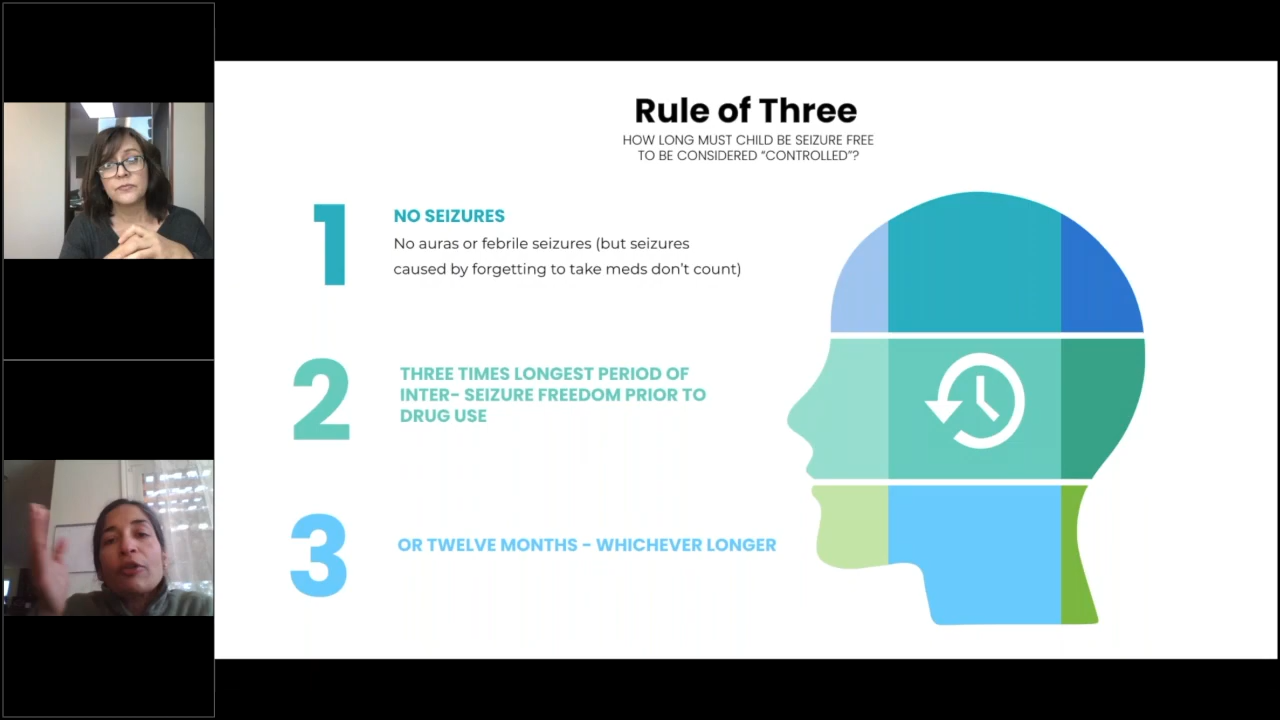 Rule of Three
HOW LONG MUST CHILD BE SEIZURE FREE
TO BE CONSIDERED “CONTROLLED”?
1
NO SEIZURES
No auras or febrile seizures (but seizures
caused by forgetting to take meds don’t count)
2
THREE TIMES LONGEST PERIOD OF
INTER- SEIZURE FREEDOM PRIOR TO
DRUG USE
3
OR TWELVE MONTHS - WHICHEVER LONGER